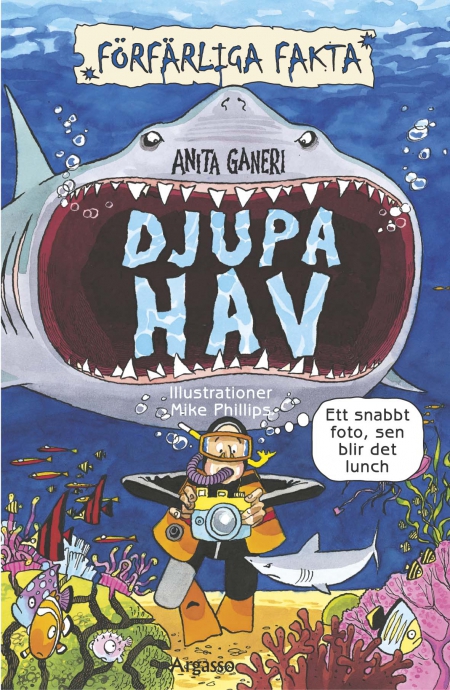 FÖRFÄRLIGA FAKTA
ANITA GANERI
DJUPA
HAV
Illustrationer
Mike Phillips
Ett snabbt
foto, sen
blir det
lunch
Argasso